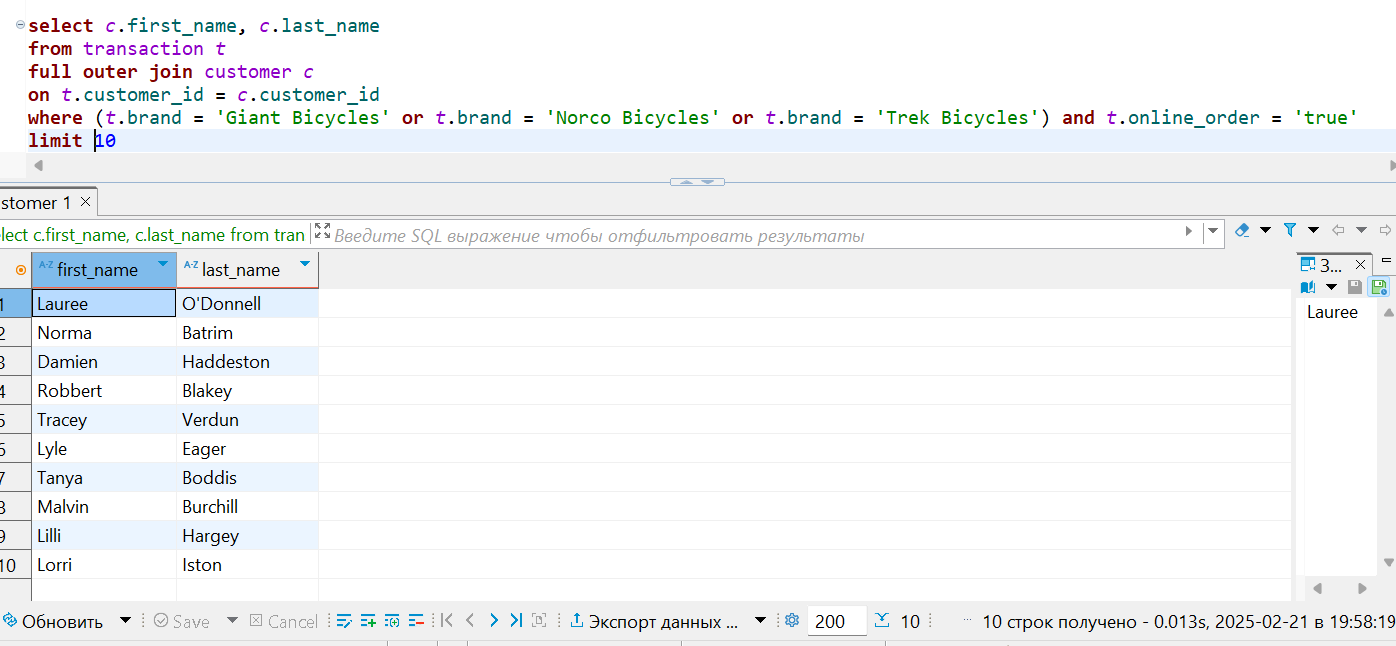 select c.first_name, c.last_name
from transaction t
full outer join customer c
on t.customer_id = c.customer_id
where (t.brand = 'Giant Bicycles' or t.brand = 'Norco Bicycles' or t.brand = 'Trek Bicycles') and t.online_order = 'true'
limit 10
stomer 1
lect c.first_name, c.last_name from tran Введите SQL выражение чтобы отфильтровать результаты
A-Z first_name A-Z last_name
1 Lauree O'Donnell
2 Norma Batrim
3 Damien Haddeston
4 Robbert Blakey
5 Tracey Verdun
6 Lyle Eager
7 Tanya Boddis
8 Malvin Burchill
9 Lilli Hargey
10 Lorri Iston
З...
Lauree
Обновить Save Cancel Экспорт данных ... 200 10 ... 10 строк получено - 0.013s, 2025-02-21 в 19:58:19